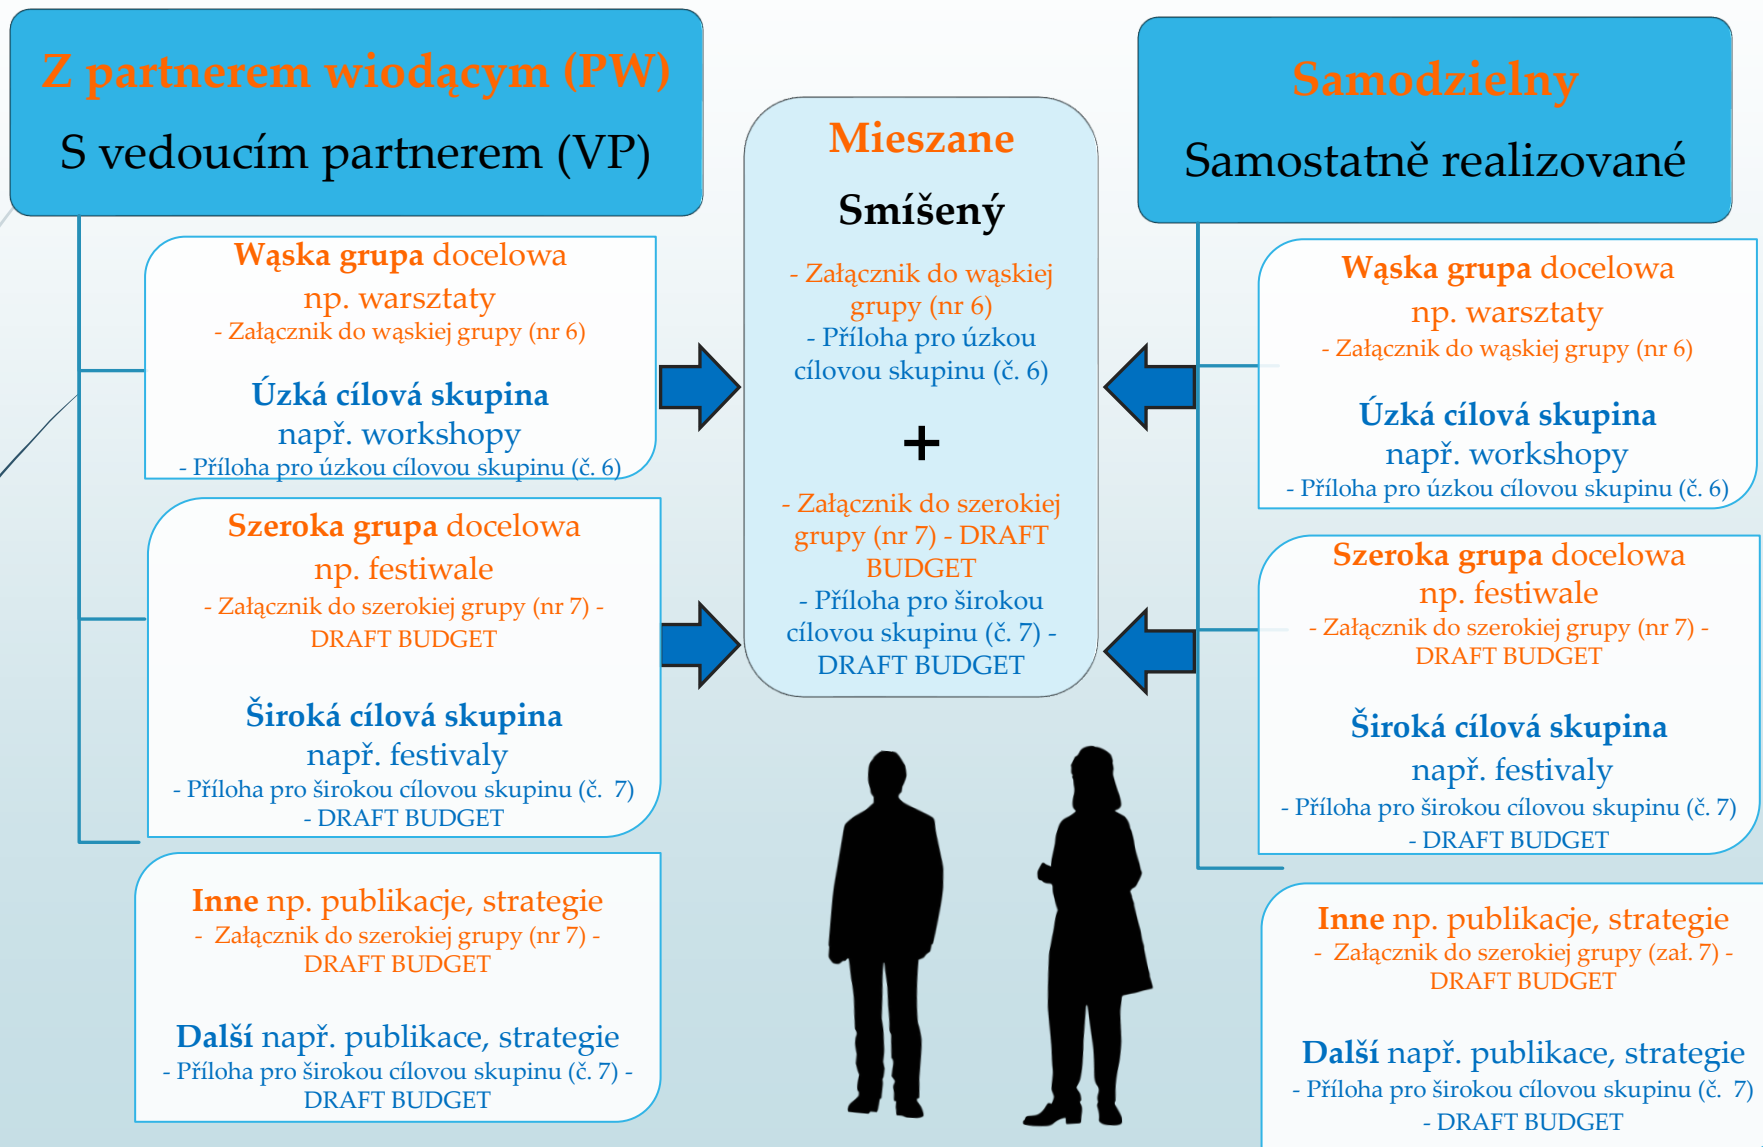 Z partnerem wiodącym (PW)
S vedoucím partnerem (VP)
Wąska grupa docelowa
np. warsztaty
- Załącznik do wąskiej grupy (nr 6)
Úzká cílová skupina
např. workshopy
- Příloha pro úzkou cílovou skupinu (č. 6)
Szeroka grupa docelowa
np. festiwale
- Załącznik do szerokiej grupy (nr 7) -
DRAFT BUDGET
Široká cílová skupina
např. festivaly
- Příloha pro širokou cílovou skupinu (č.  7)
- DRAFT BUDGET
Inne np. publikacje, strategie
-  Załącznik do szerokiej grupy (nr 7) -
DRAFT BUDGET
Další např. publikace, strategie
- Příloha pro širokou cílovou skupinu (č. 7) -
DRAFT BUDGET
Mieszane
Smíšený
- Załącznik do wąskiej
grupy (nr 6)
- Příloha pro úzkou
cílovou skupinu (č. 6)
+
- Załącznik do szerokiej
grupy (nr 7) - DRAFT
BUDGET
- Příloha pro širokou
cílovou skupinu (č. 7) -
DRAFT BUDGET
Samodzielny
Samostatně realizované
Wąska grupa docelowa
np. warsztaty
- Załącznik do wąskiej grupy (nr 6)
Úzká cílová skupina
např. workshopy
- Příloha pro úzkou cílovou skupinu (č. 6)
Szeroka grupa docelowa
np. festiwale
- Załącznik do szerokiej grupy (nr 7) -
DRAFT BUDGET
Široká cílová skupina
např. festivaly
- Příloha pro širokou cílovou skupinu (č. 7)
- DRAFT BUDGET
Inne np. publikacje, strategie
-  Załącznik do szerokiej grupy (zał. 7) -
DRAFT BUDGET
Další např. publikace, strategie
- Příloha pro širokou cílovou skupinu (č.  7)
- DRAFT BUDGET